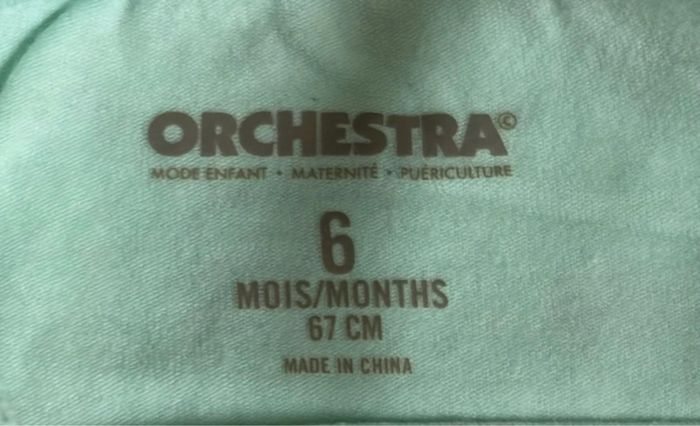 ORCHESTRA©
MODE ENFANT • MATERNITÉ • PUÉRICULTURE
6
MOIS/MONTHS
67 CM
MADE IN CHINA